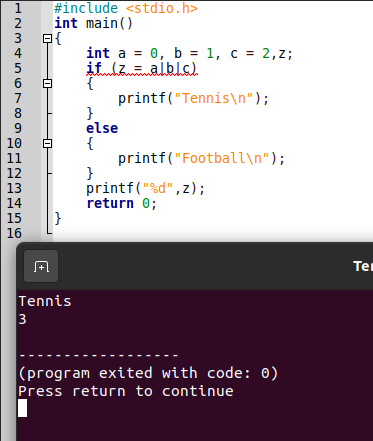 1 #include <stdio.h>
2 int main()
3 {
4 int a = 0, b = 1, c = 2,z;
5 if (z = a|b|c)
6 {
7 printf("Tennis\n");
8 }
9 else
10 {
11 printf("Football\n");
12 }
13 printf("%d",z);
14 return 0;
15 }
16
Te
Tennis
3
------------------
(program exited with code: 0)
Press return to continue